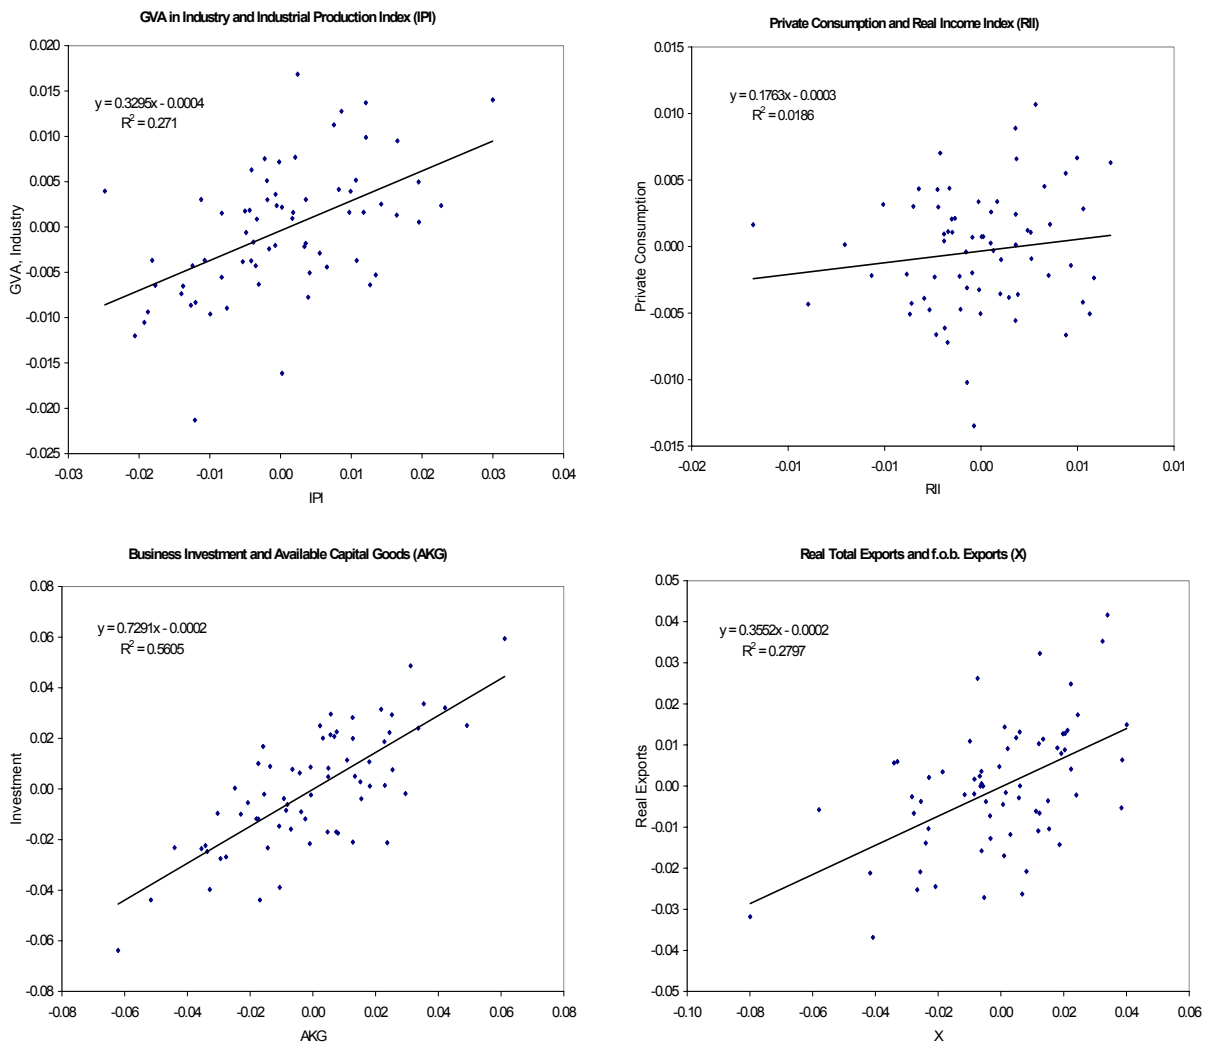 GVA in Industry and Industrial Production Index (IPI)
0.020
0.015
0.010
0.005
0.000
-0.005
-0.010
-0.015
-0.020
-0.025
GVA, Industry
y = 0.3295x - 0.0004
R² = 0.271
-0.03 -0.02 -0.01 0.00 0.01 0.02 0.03 0.04
IPI
Private Consumption and Real Income Index (RII)
0.015
0.010
0.005
0.000
-0.005
-0.010
-0.015
Private Consumption
y = 0.1763x - 0.0003
R² = 0.0186
-0.02 -0.01 -0.01 0.00 0.01 0.01
RII
Business Investment and Available Capital Goods (AKG)
0.08
0.06
0.04
0.02
0.00
-0.02
-0.04
-0.06
-0.08
Investment
y = 0.7291x - 0.0002
R² = 0.5605
-0.08 -0.06 -0.04 -0.02 0.00 0.02 0.04 0.06 0.08
AKG
Real Total Exports and f.o.b. Exports (X)
0.05
0.04
0.03
0.02
0.01
0.00
-0.01
-0.02
-0.03
-0.04
-0.05
Real Exports
y = 0.3552x - 0.0002
R² = 0.2797
-0.10 -0.08 -0.06 -0.04 -0.02 0.00 0.02 0.04 0.06
X